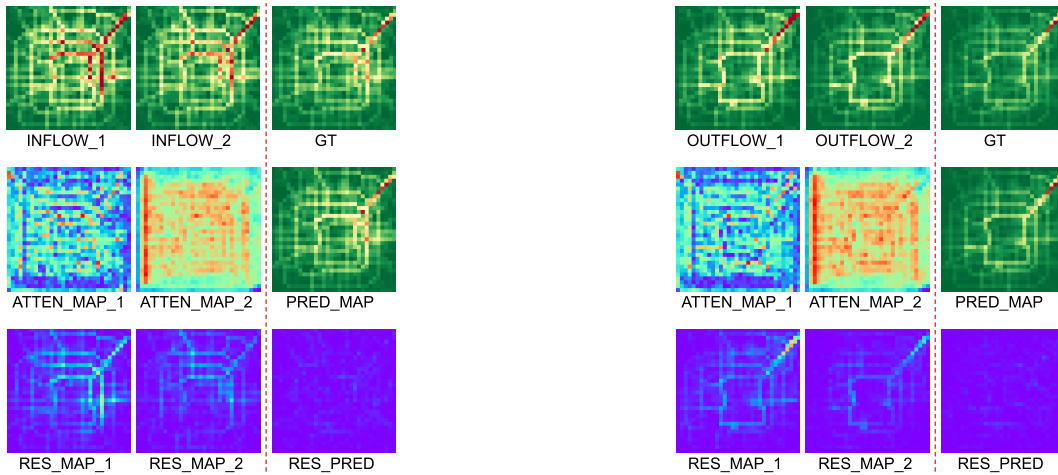 INFLOW_1 INFLOW_2 GT OUTFLOW_1 OUTFLOW_2 GT
ATTEN_MAP_1 ATTEN_MAP_2 PRED_MAP ATTEN_MAP_1 ATTEN_MAP_2 PRED_MAP
RES_MAP_1 RES_MAP_2 RES_PRED RES_MAP_1 RES_MAP_2 RES_PRED